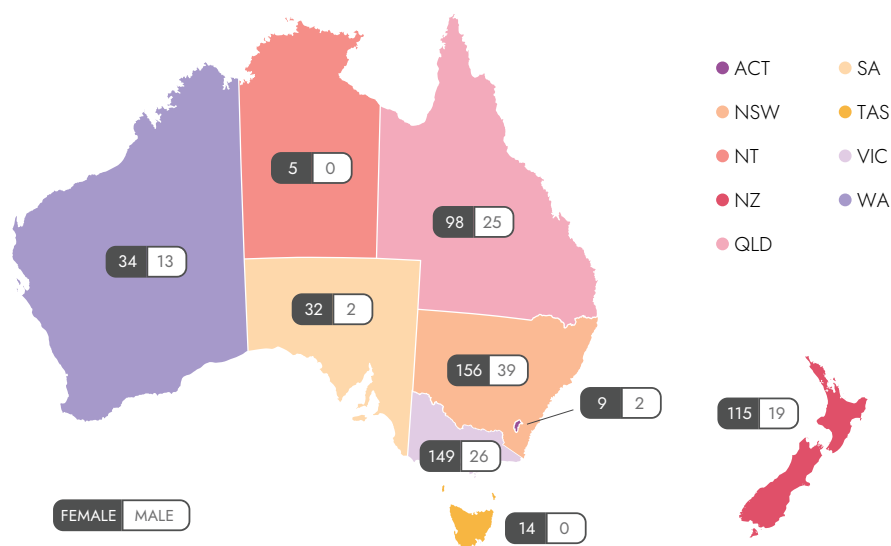 ACT
SA
NSW
TAS
NT
VIC
NZ
WA
QLD
5 0
98 25
34 13
32 2
156 39
9 2
115 19
149 26
FEMALE MALE
14 0